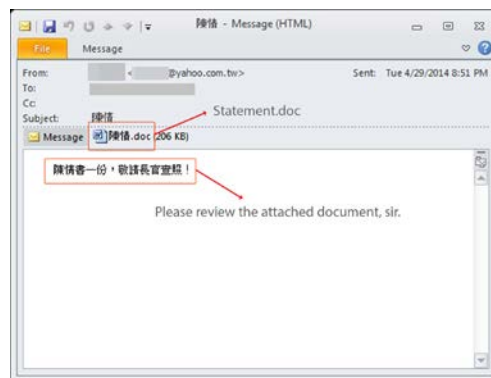 陳情 - Message (HTML)
File
Message
From:
<
@yahoo.com.tw>
Sent: Tue 4/29/2014 8:51 PM
To:
Cc:
Subject: 陳情
Statement.doc
Message
陳情.doc (206 KB)
陳情書一份，敬請長官查照！
Please review the attached document, sir.